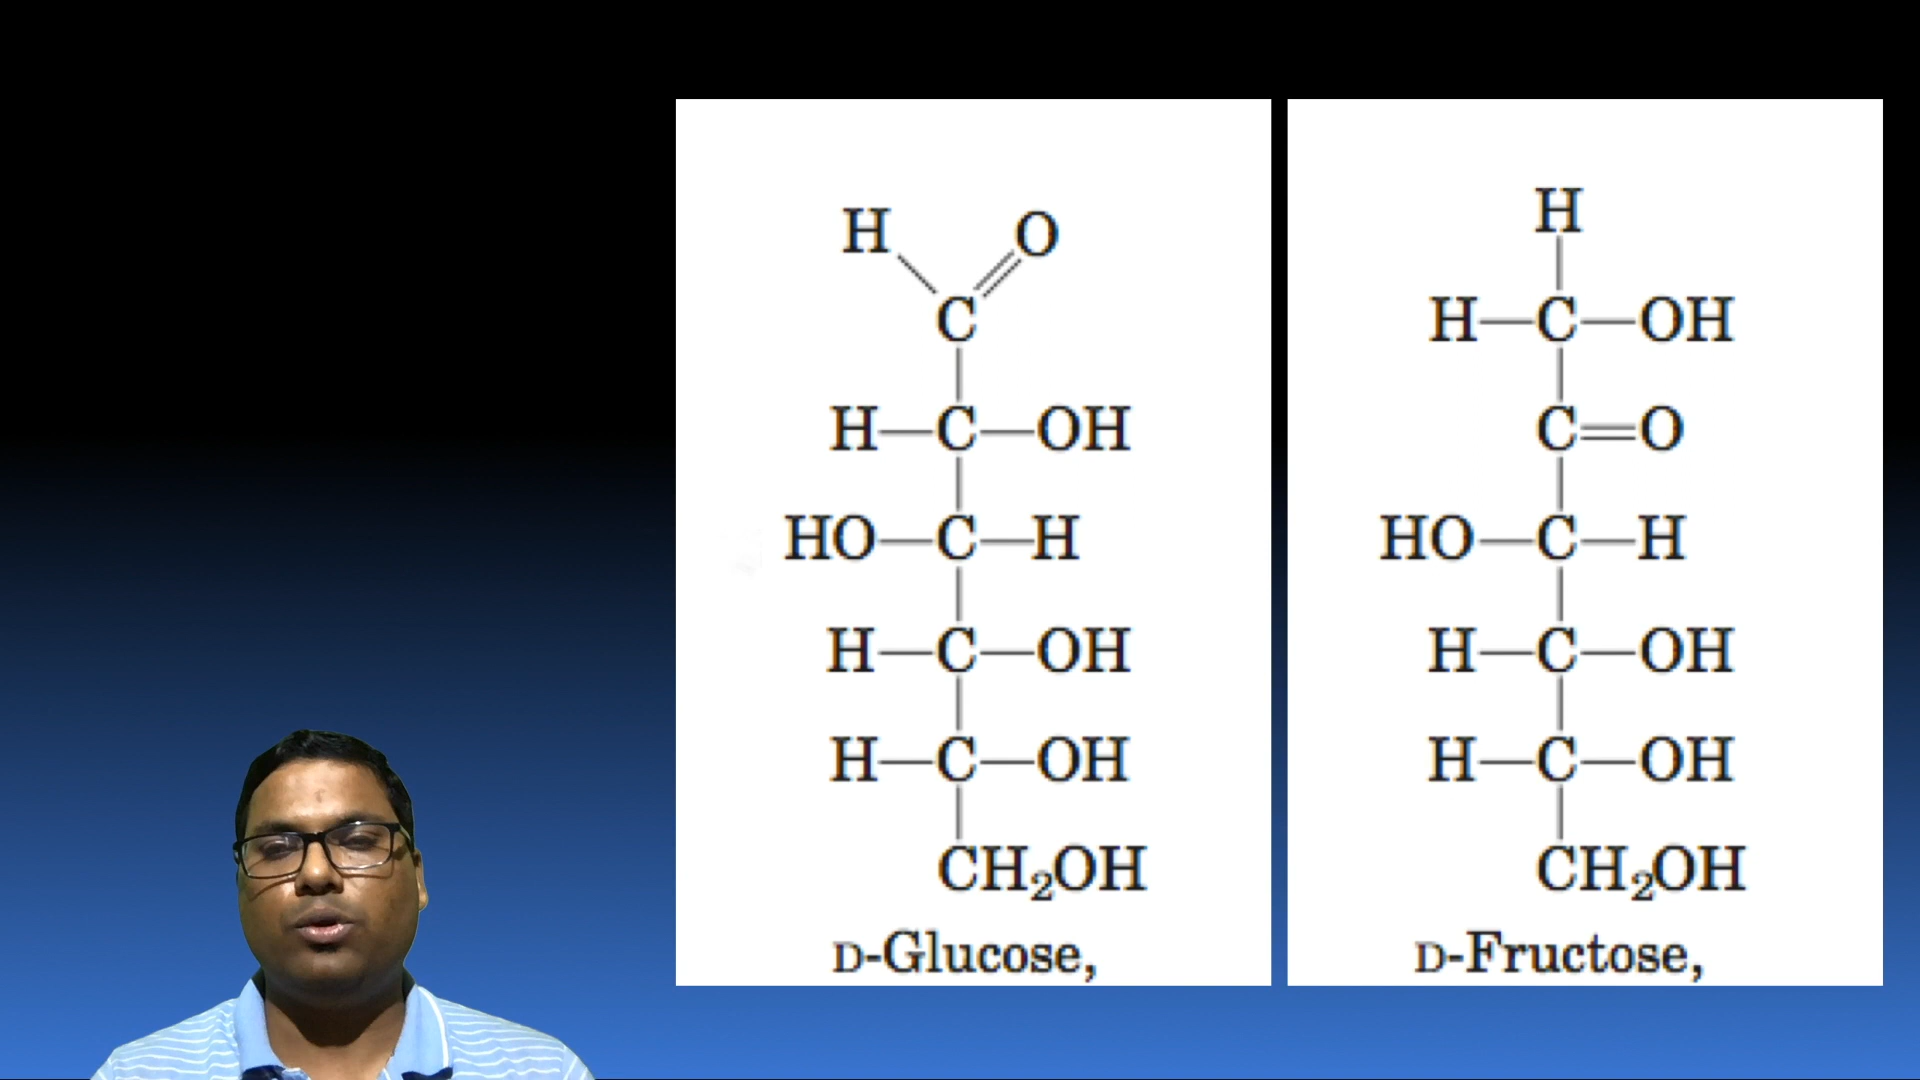 H O
C
H—C—OH
HO—C—H
H—C—OH
H—C—OH
CH₂OH
D-Glucose,
H
H—C—OH
C=O
HO—C—H
H—C—OH
H—C—OH
CH₂OH
D-Fructose,